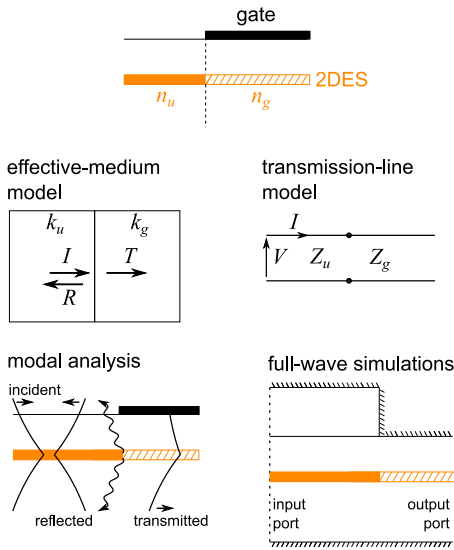 gate
2DES
n_u n_g
effective-medium
model
k_u k_g
I T
R
transmission-line
model
I
V Z_u Z_g
modal analysis
incident
reflected transmitted
full-wave simulations
input output
port port